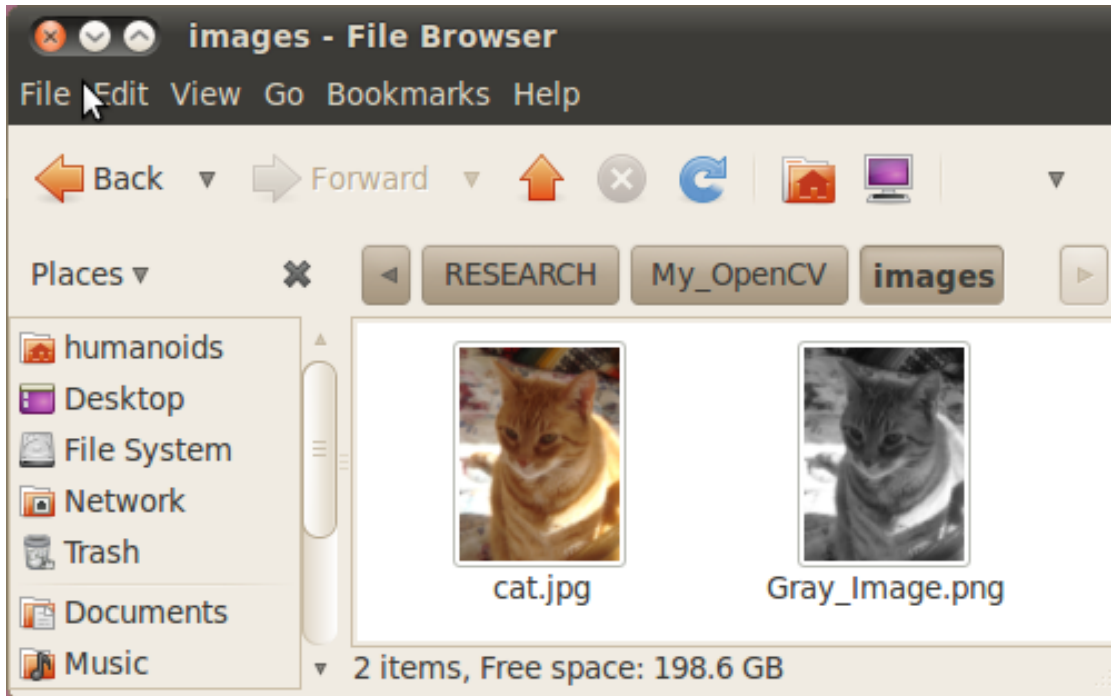 images - File Browser
File Edit View Go Bookmarks Help
Back Forward
Places RESEARCH My_OpenCV images
humanoids
Desktop
File System
Network
Trash
Documents
Music
cat.jpg Gray_Image.png
2 items, Free space: 198.6 GB